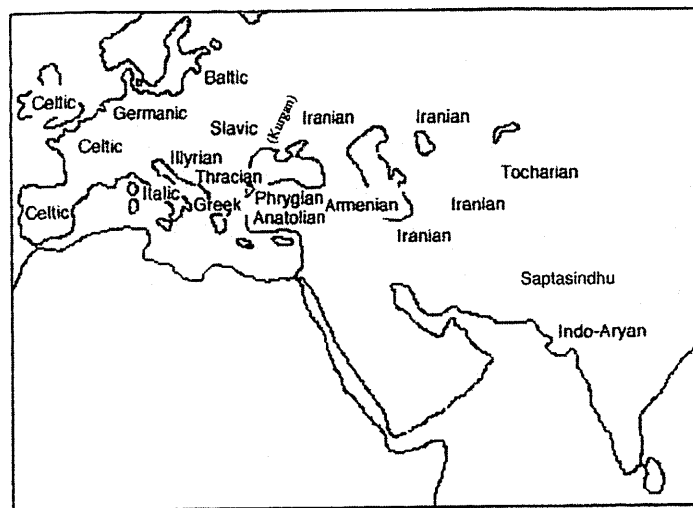 Baltic
Celtic
Germanic
(Kurgan)
Iranian
Iranian
Slavic
Celtic
Illyrian
Thracian
Tocharian
Italic
Celtic
Greek
Phrygian
Armenian
Iranian
Anatolian
Iranian
Saptasindhu
Indo-Aryan